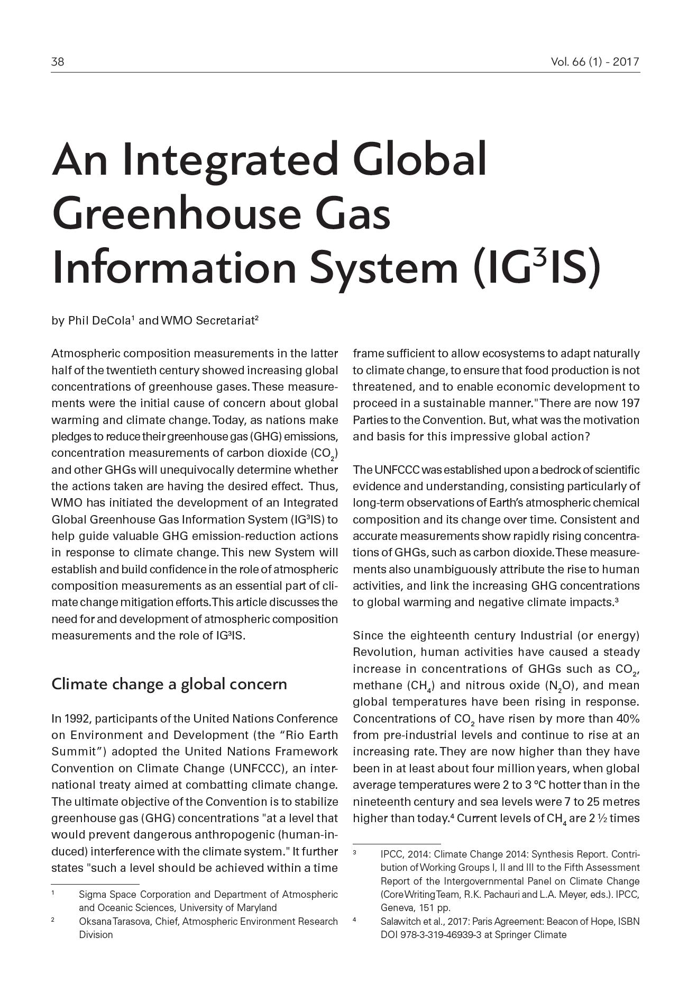 38
Vol. 66 (1) - 2017
An Integrated Global
Greenhouse Gas
Information System (IG³IS)
by Phil DeCola¹ and WMO Secretariat²
Atmospheric composition measurements in the latter
half of the twentieth century showed increasing global
concentrations of greenhouse gases. These measure-
ments were the initial cause of concern about global
warming and climate change. Today, as nations make
pledges to reduce their greenhouse gas (GHG) emissions,
concentration measurements of carbon dioxide (CO₂)
and other GHGs will unequivocally determine whether
the actions taken are having the desired effect. Thus,
WMO has initiated the development of an Integrated
Global Greenhouse Gas Information System (IG³IS) to
help guide valuable GHG emission-reduction actions
in response to climate change. This new System will
establish and build confidence in the role of atmospheric
composition measurements as an essential part of cli-
mate change mitigation efforts. This article discusses the
need for and development of atmospheric composition
measurements and the role of IG³IS.
Climate change a global concern
In 1992, participants of the United Nations Conference
on Environment and Development (the “Rio Earth
Summit”) adopted the United Nations Framework
Convention on Climate Change (UNFCCC), an inter-
national treaty aimed at combatting climate change.
The ultimate objective of the Convention is to stabilize
greenhouse gas (GHG) concentrations "at a level that
would prevent dangerous anthropogenic (human-in-
duced) interference with the climate system." It further
states "such a level should be achieved within a time
¹ Sigma Space Corporation and Department of Atmospheric
and Oceanic Sciences, University of Maryland
² Oksana Tarasova, Chief, Atmospheric Environment Research
Division
frame sufficient to allow ecosystems to adapt naturally
to climate change, to ensure that food production is not
threatened, and to enable economic development to
proceed in a sustainable manner." There are now 197
Parties to the Convention. But, what was the motivation
and basis for this impressive global action?
The UNFCCC was established upon a bedrock of scientific
evidence and understanding, consisting particularly of
long-term observations of Earth’s atmospheric chemical
composition and its change over time. Consistent and
accurate measurements show rapidly rising concentra-
tions of GHGs, such as carbon dioxide. These measure-
ments also unambiguously attribute the rise to human
activities, and link the increasing GHG concentrations
to global warming and negative climate impacts.³
Since the eighteenth century Industrial (or energy)
Revolution, human activities have caused a steady
increase in concentrations of GHGs such as CO₂,
methane (CH₄) and nitrous oxide (N₂O), and mean
global temperatures have been rising in response.
Concentrations of CO₂ have risen by more than 40%
from pre-industrial levels and continue to rise at an
increasing rate. They are now higher than they have
been in at least about four million years, when global
average temperatures were 2 to 3 °C hotter than in the
nineteenth century and sea levels were 7 to 25 metres
higher than today.⁴ Current levels of CH₄ are 2 ½ times
³ IPCC, 2014: Climate Change 2014: Synthesis Report. Contri-
bution of Working Groups I, II and III to the Fifth Assessment
Report of the Intergovernmental Panel on Climate Change
(Core Writing Team, R.K. Pachauri and L.A. Meyer, eds.). IPCC,
Geneva, 151 pp.
⁴ Salawitch et al., 2017: Paris Agreement: Beacon of Hope, ISBN
DOI 978-3-319-46939-3 at Springer Climate